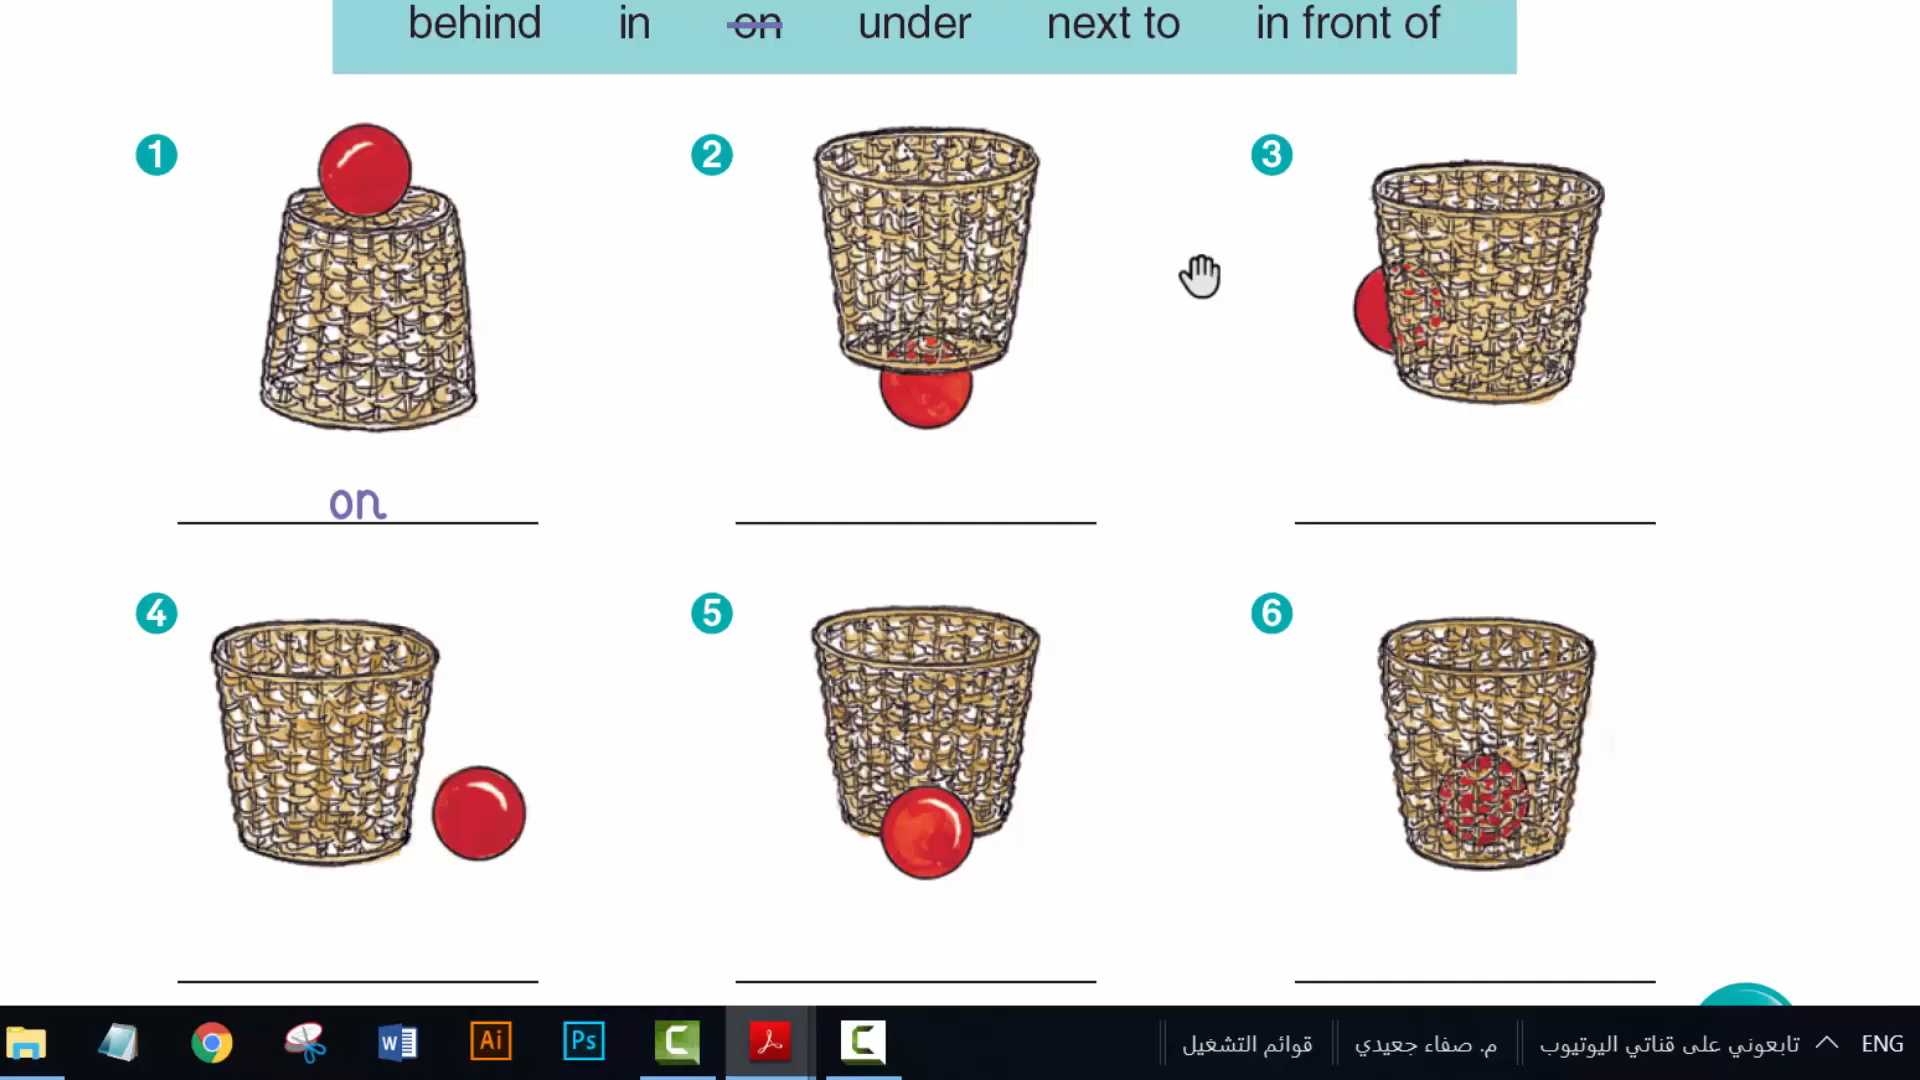 behind in on under next to in front of
1 2 3
on
4 5 6
W Ai Ps C C قوائم التشغيل م. صفاء جعيدي تابعوني على قناتي اليوتيوب ENG